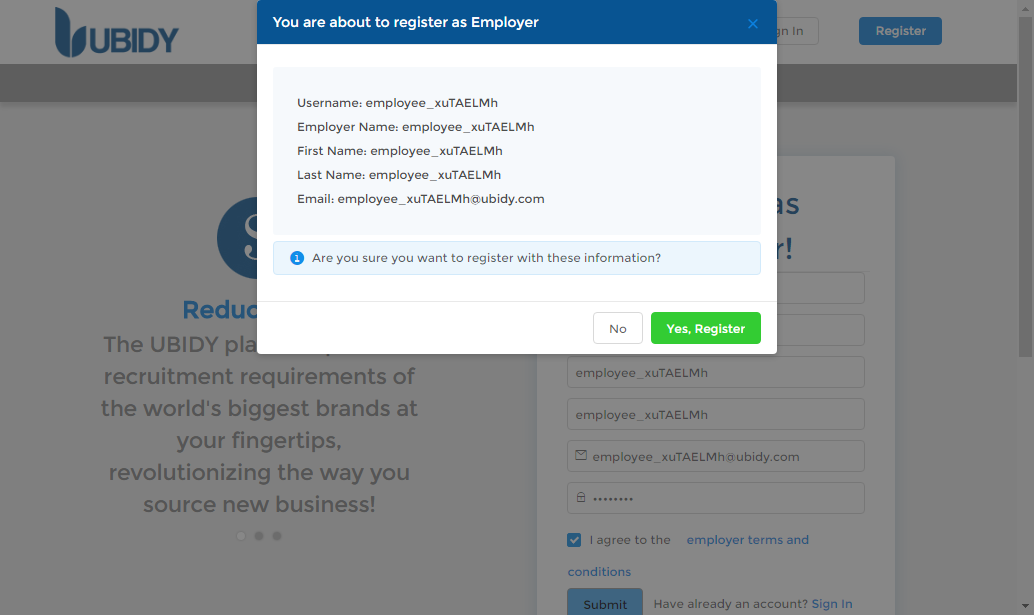 You are about to register as Employer
UBIDY
gn In
Register
Username: employee_xuTAELMh
Employer Name: employee_xuTAELMh
First Name: employee_xuTAELMh
Last Name: employee_xuTAELMh
Email: employee_xuTAELMh@ubidy.com
Are you sure you want to register with these information?
No
Yes, Register
as
r!
Reduc
The UBIDY pla
recruitment requirements of
the world's biggest brands at
your fingertips,
revolutionizing the way you
source new business!
employee_xuTAELMh
employee_xuTAELMh
employee_xuTAELMh@ubidy.com
••••••••
I agree to the employer terms and
conditions
Submit
Have already an account? Sign In